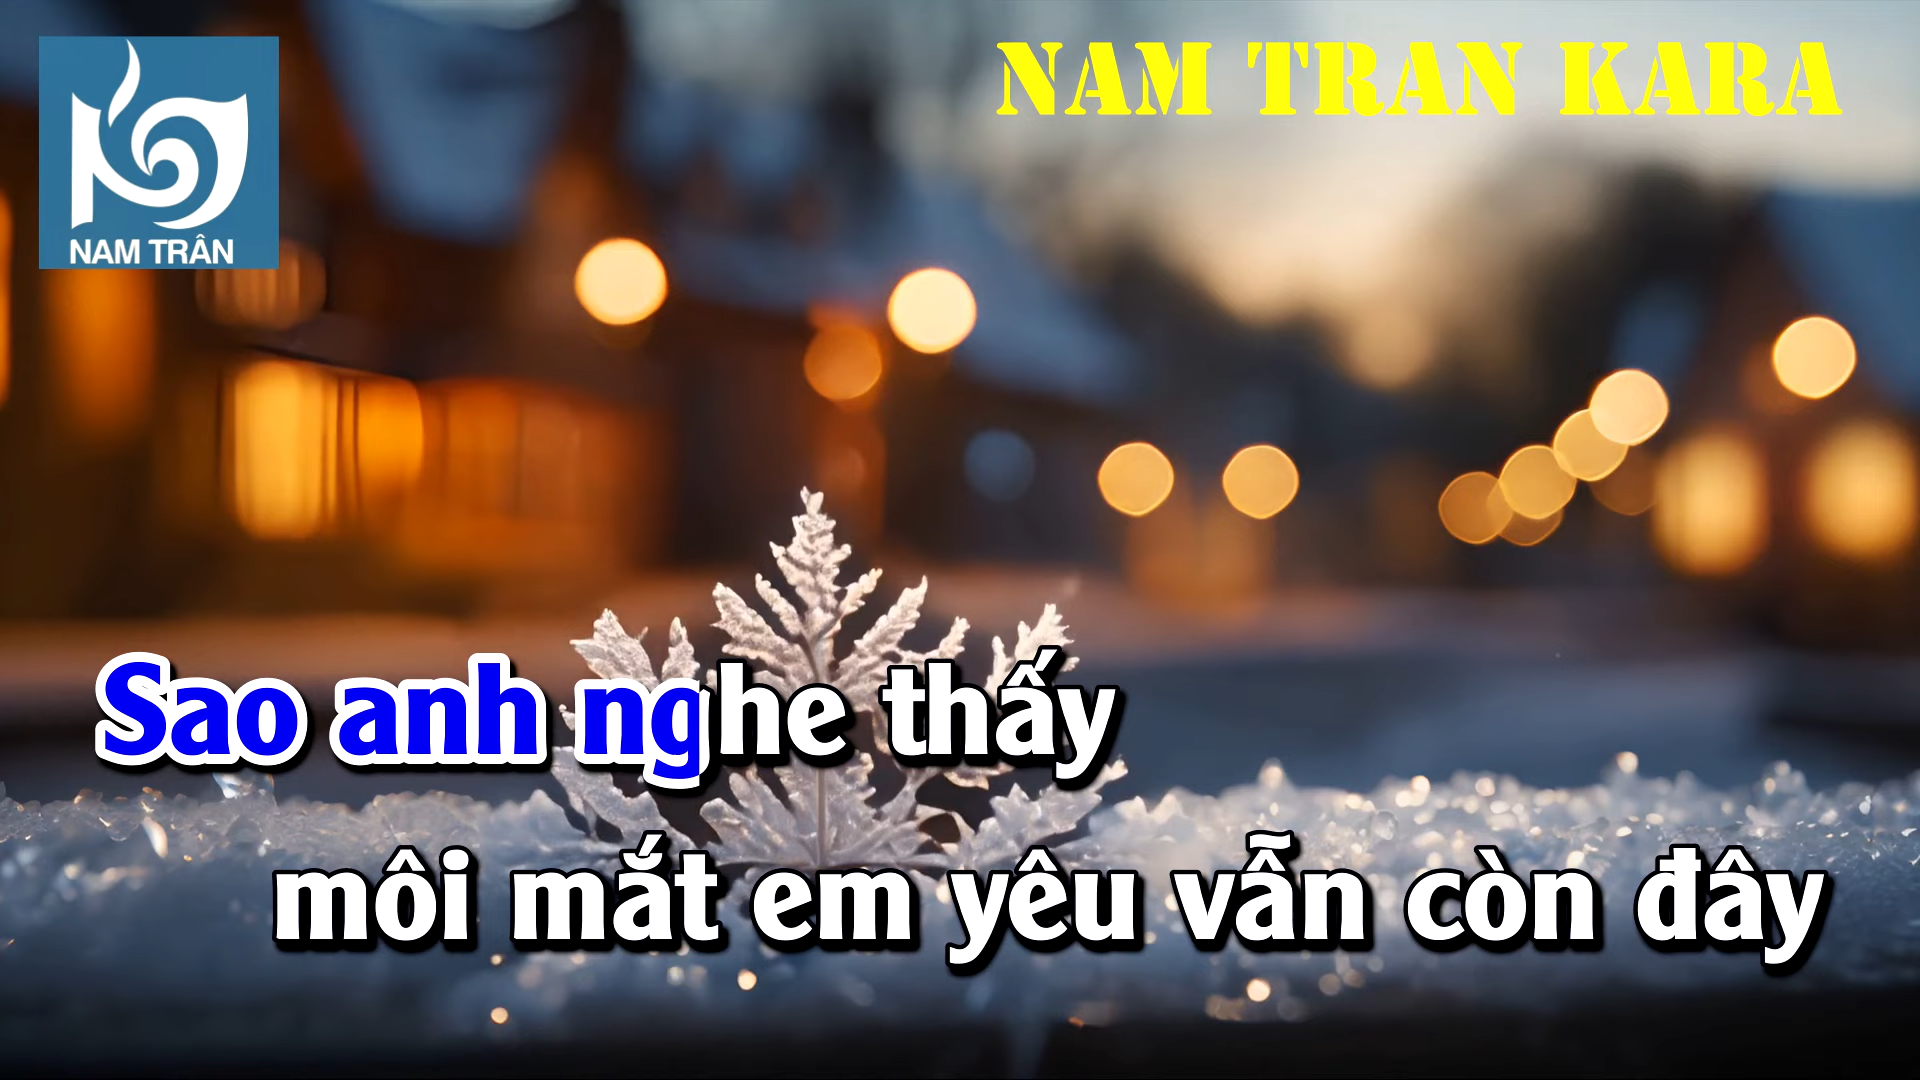 NAM TRAN KARA
NAM TRÂN
Sao anh nghe thấy
môi mắt em yêu vẫn còn đây